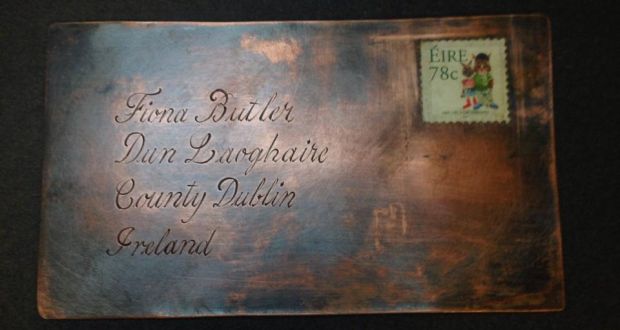 ÉIRE
78c
Fiona Butler
Dun Laoghaire
County Dublin
Ireland